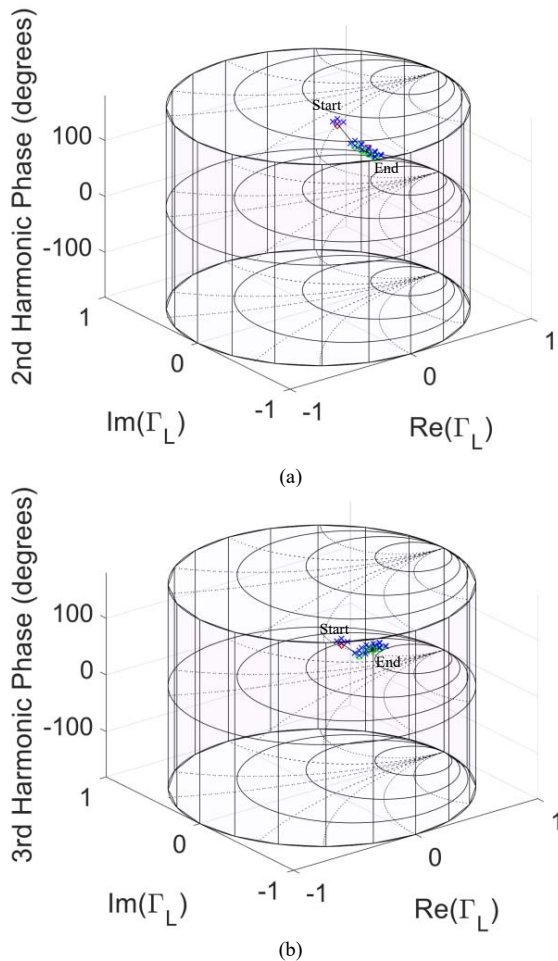 2nd Harmonic Phase (degrees)
100
0
-100
Start
End
1
0
-1
-1
0
1
Im(Γ_L)
Re(Γ_L)
(a)
3rd Harmonic Phase (degrees)
100
0
-100
Start
End
1
0
-1
-1
0
1
Im(Γ_L)
Re(Γ_L)
(b)